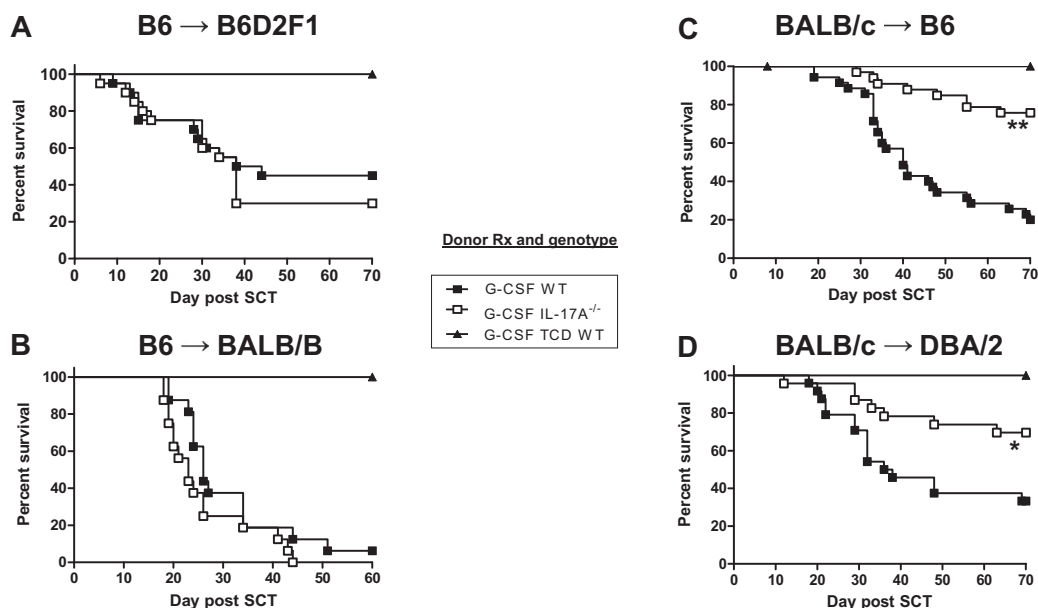 A
B6 → B6D2F1
Percent survival
100
80
60
40
20
0
0 10 20 30 40 50 60 70
Day post SCT
B
B6 → BALB/B
Percent survival
100
80
60
40
20
0
0 20 40 60
Day post SCT
Donor Rx and genotype
G-CSF WT
G-CSF IL-17A-/-
G-CSF TCD WT
C
BALB/c → B6
Percent survival
100
80
60
40
20
0
**
0 10 20 30 40 50 60 70
Day post SCT
D
BALB/c → DBA/2
Percent survival
100
80
60
40
20
0
*
0 10 20 30 40 50 60 70
Day post SCT